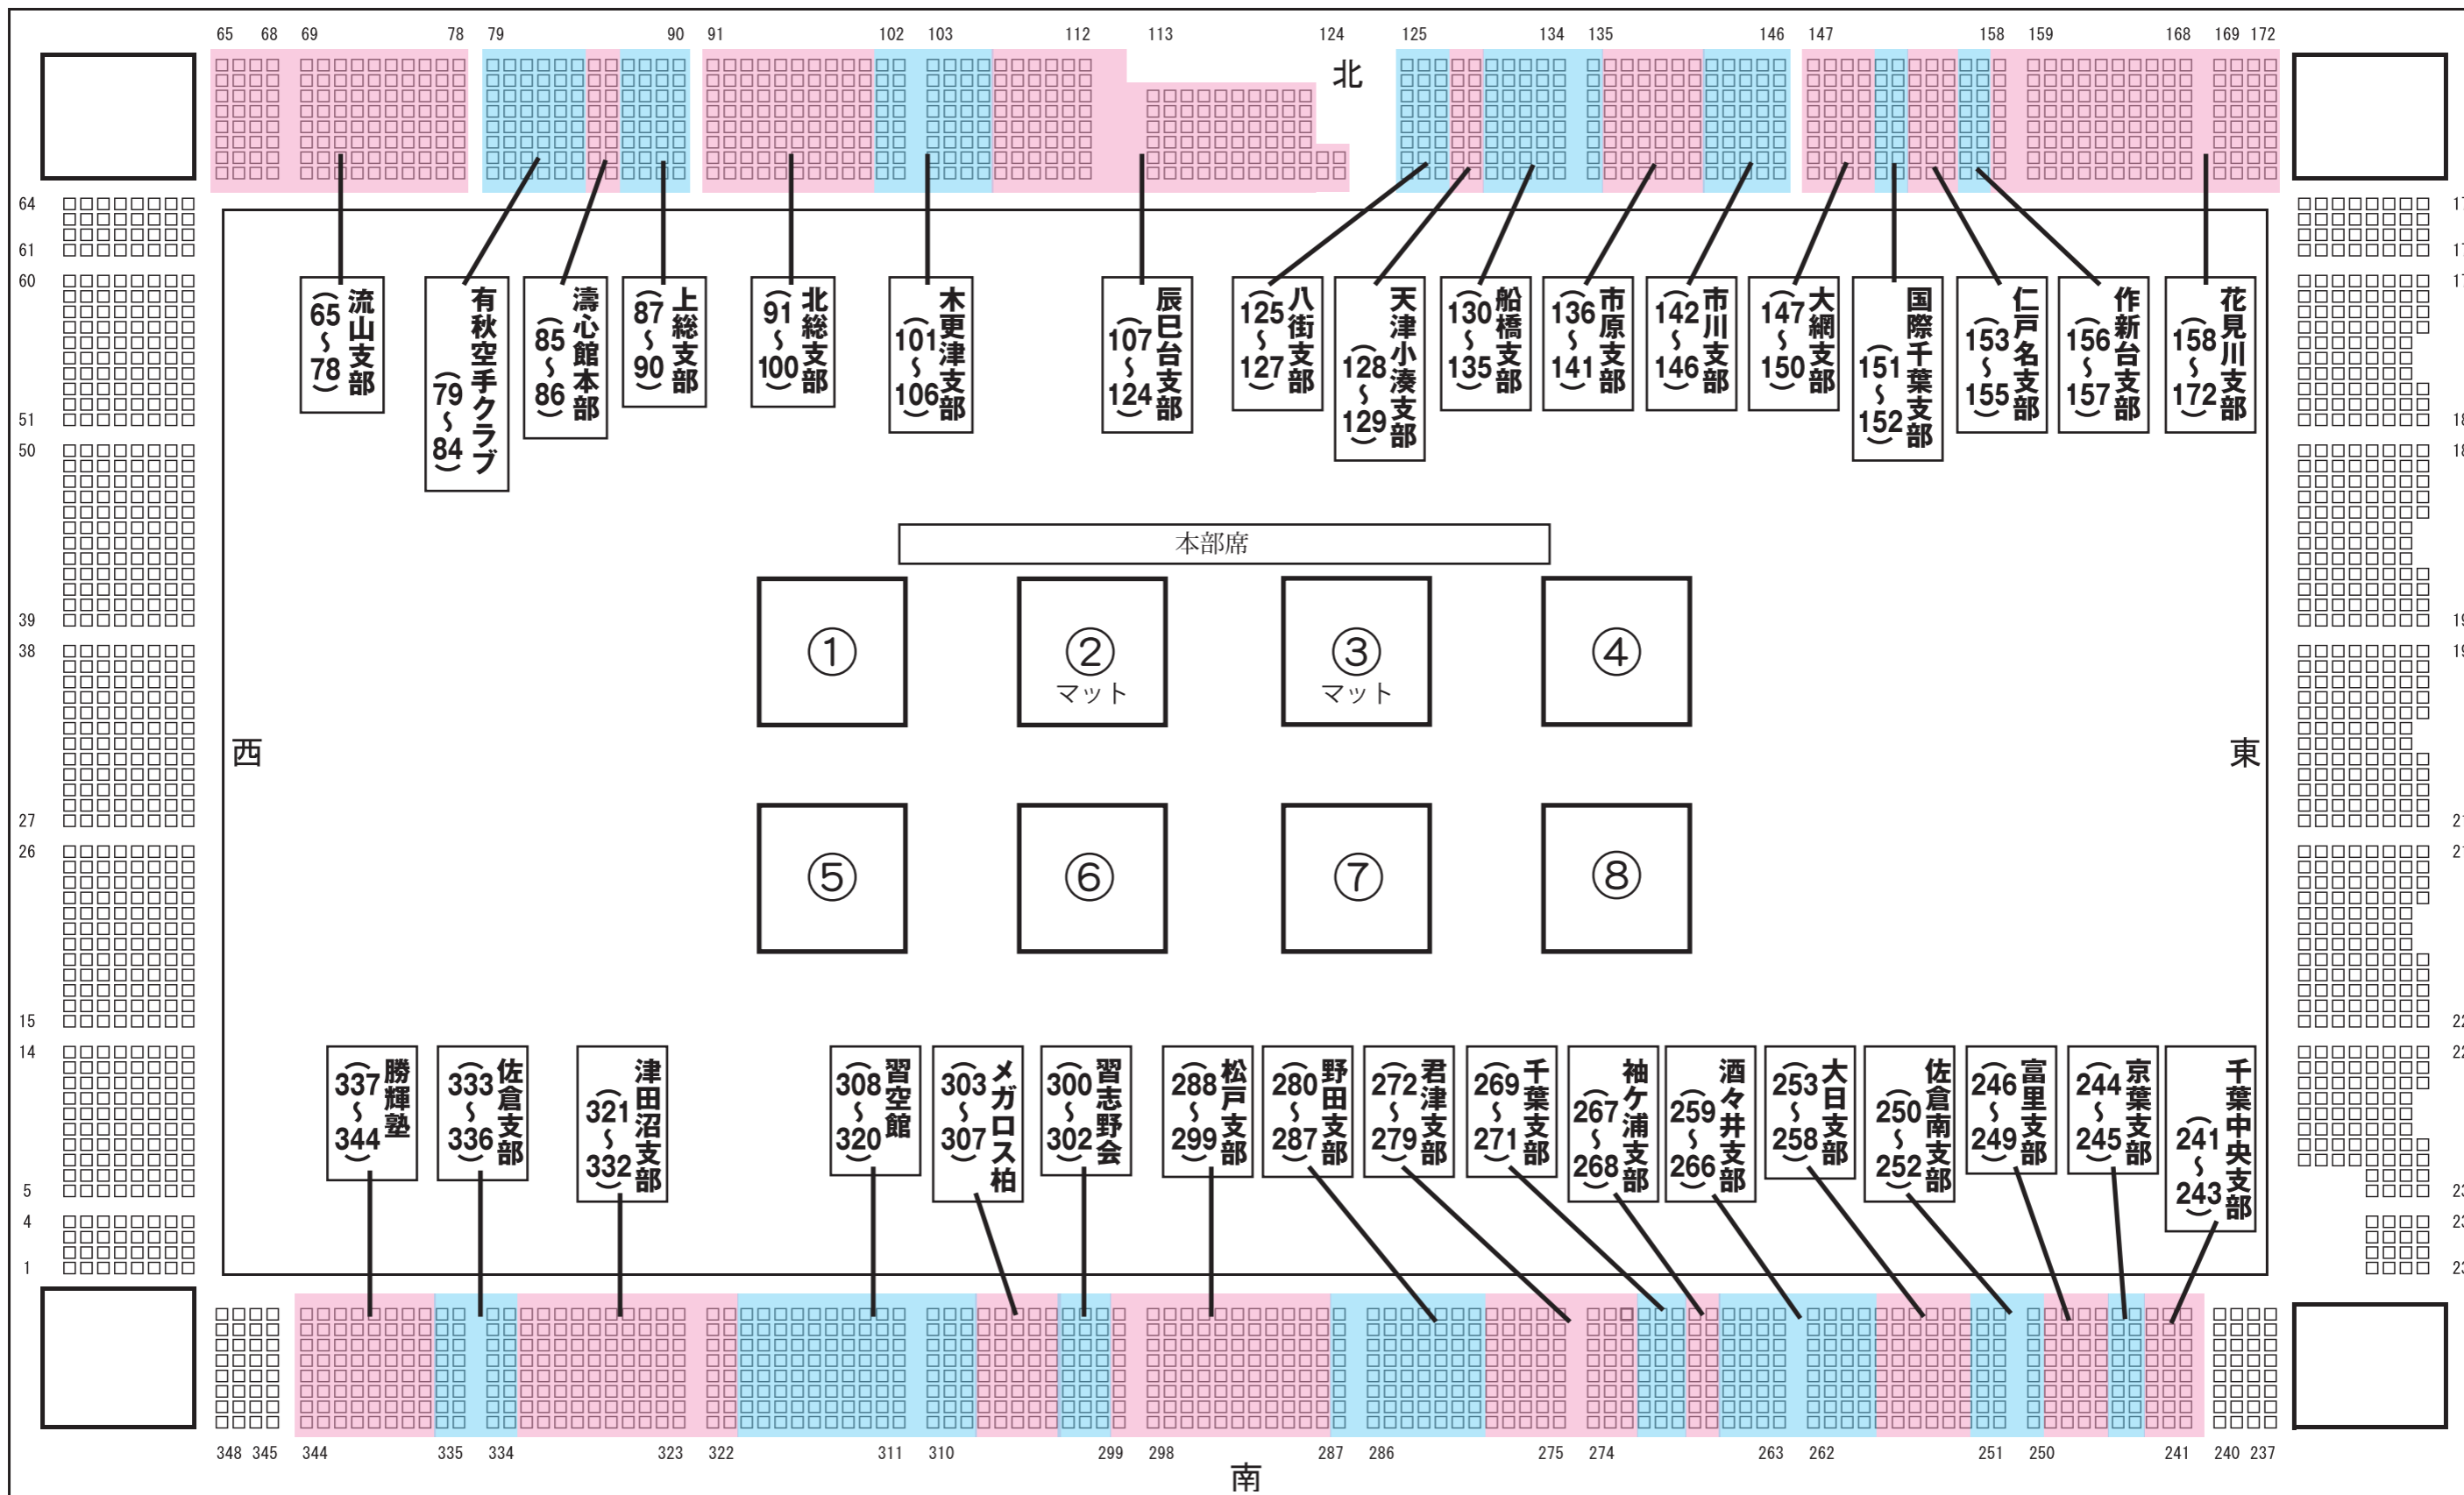 65 68 69 78 79 90 91 102 103 112 113 124 125 134 135 146 147 158 159 168 169 172
北
64
61
60
51
50
39
38
27
26
15
14
5
4
1
流山支部
(65〜78)
有秋空手クラブ
(79〜84)
濤心館本部
(85〜86)
上総支部
(87〜90)
北総支部
(91〜100)
木更津支部
(101〜106)
辰巳台支部
(107〜124)
八街支部
(125〜127)
天津小湊支部
(128〜129)
船橋支部
(130〜135)
市原支部
(136〜141)
市川支部
(142〜146)
大網支部
(147〜150)
国際千葉支部
(151〜152)
仁戸名支部
(153〜155)
作新台支部
(156〜157)
花見川支部
(158〜172)
本部席
①
②
マット
③
マット
④
西
東
⑤
⑥
⑦
⑧
勝輝塾
(337〜344)
佐倉支部
(333〜336)
津田沼支部
(321〜332)
習空館
(308〜320)
メガロス柏
(303〜307)
習志野会
(300〜302)
松戸支部
(288〜299)
野田支部
(280〜287)
君津支部
(272〜279)
千葉支部
(269〜271)
袖ケ浦支部
(267〜268)
酒々井支部
(259〜266)
大日支部
(253〜258)
佐倉南支部
(250〜252)
富里支部
(246〜249)
京葉支部
(244〜245)
千葉中央支部
(241〜243)
348 345 344 335 334 323 322 311 310 299 298 287 286 275 274 263 262 251 250 241 240 237
南